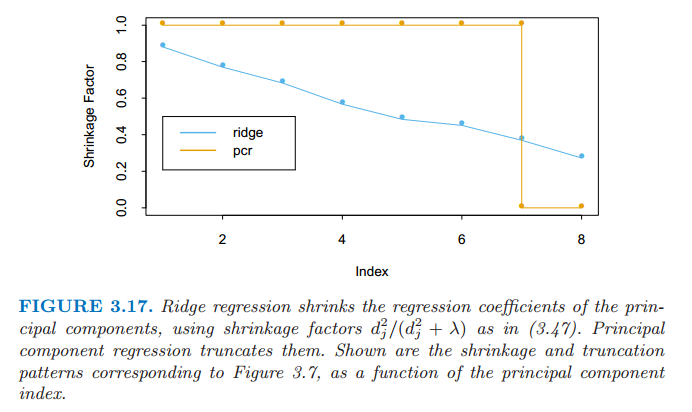 1.0
0.8
0.6
0.4
0.2
0.0
Shrinkage Factor
ridge
pcr
2 4 6 8
Index
FIGURE 3.17. Ridge regression shrinks the regression coefficients of the prin-
cipal components, using shrinkage factors d_j^2/(d_j^2 + λ) as in (3.47). Principal
component regression truncates them. Shown are the shrinkage and truncation
patterns corresponding to Figure 3.7, as a function of the principal component
index.